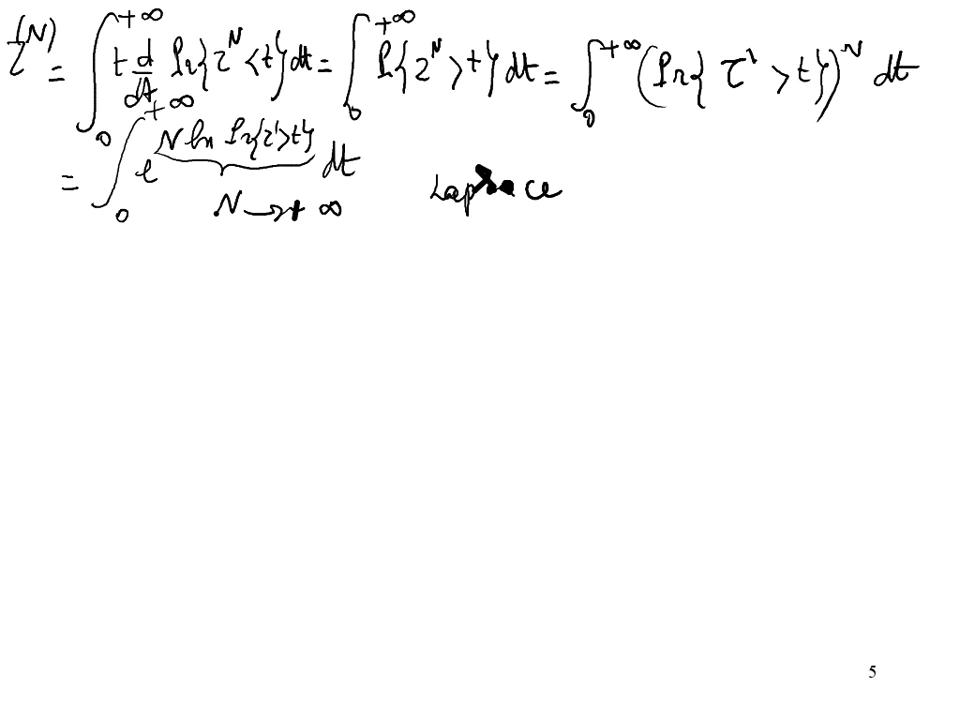 τ^(N) = ∫_0^{+∞} t d/dt Pr{τ^N < t} dt = ∫_0^{+∞} Pr{τ^N > t} dt = ∫_0^{+∞} (Pr{τ^1 > t})^N dt
= ∫_0^{+∞} e^{N ln Pr{τ^1 > t}} dt Laplace
N → +∞
5